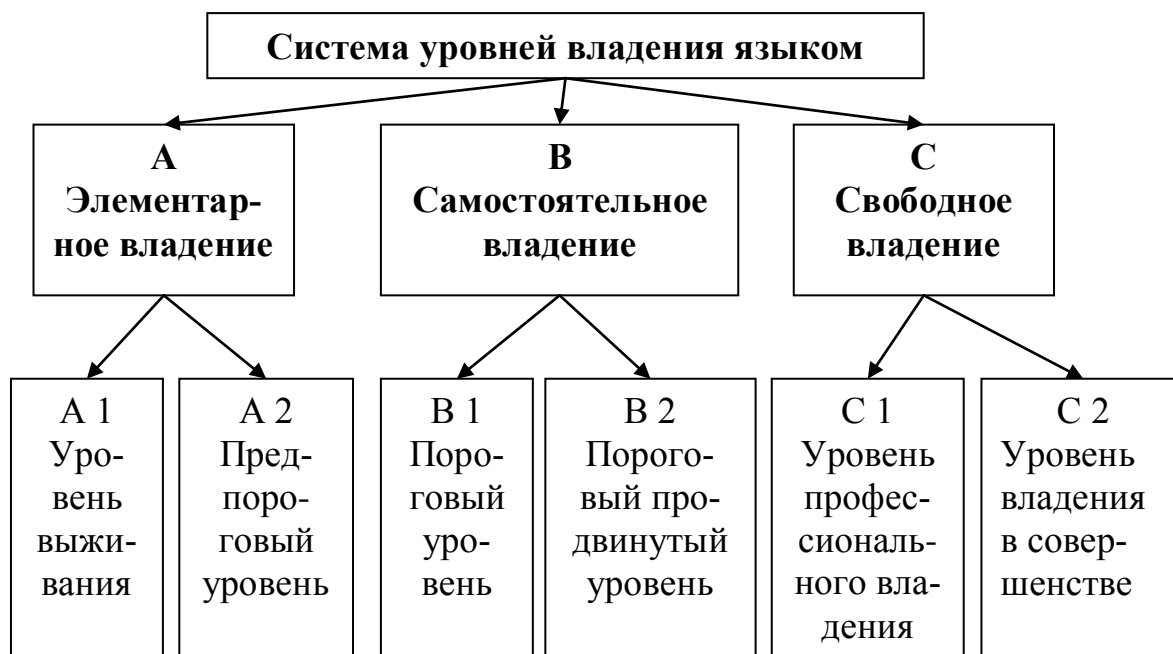 Система уровней владения языком
А
Элементар-
ное владение
В
Самостоятельное
владение
С
Свободное
владение
А 1
Уро-
вень
выжи-
вания
А 2
Пред-
поро-
говый
уровень
В 1
Поро-
говый
уро-
вень
В 2
Порого-
вый про-
двинутый
уровень
С 1
Уровень
профес-
сиональ-
ного вла-
дения
С 2
Уровень
владения
в совер-
шенстве